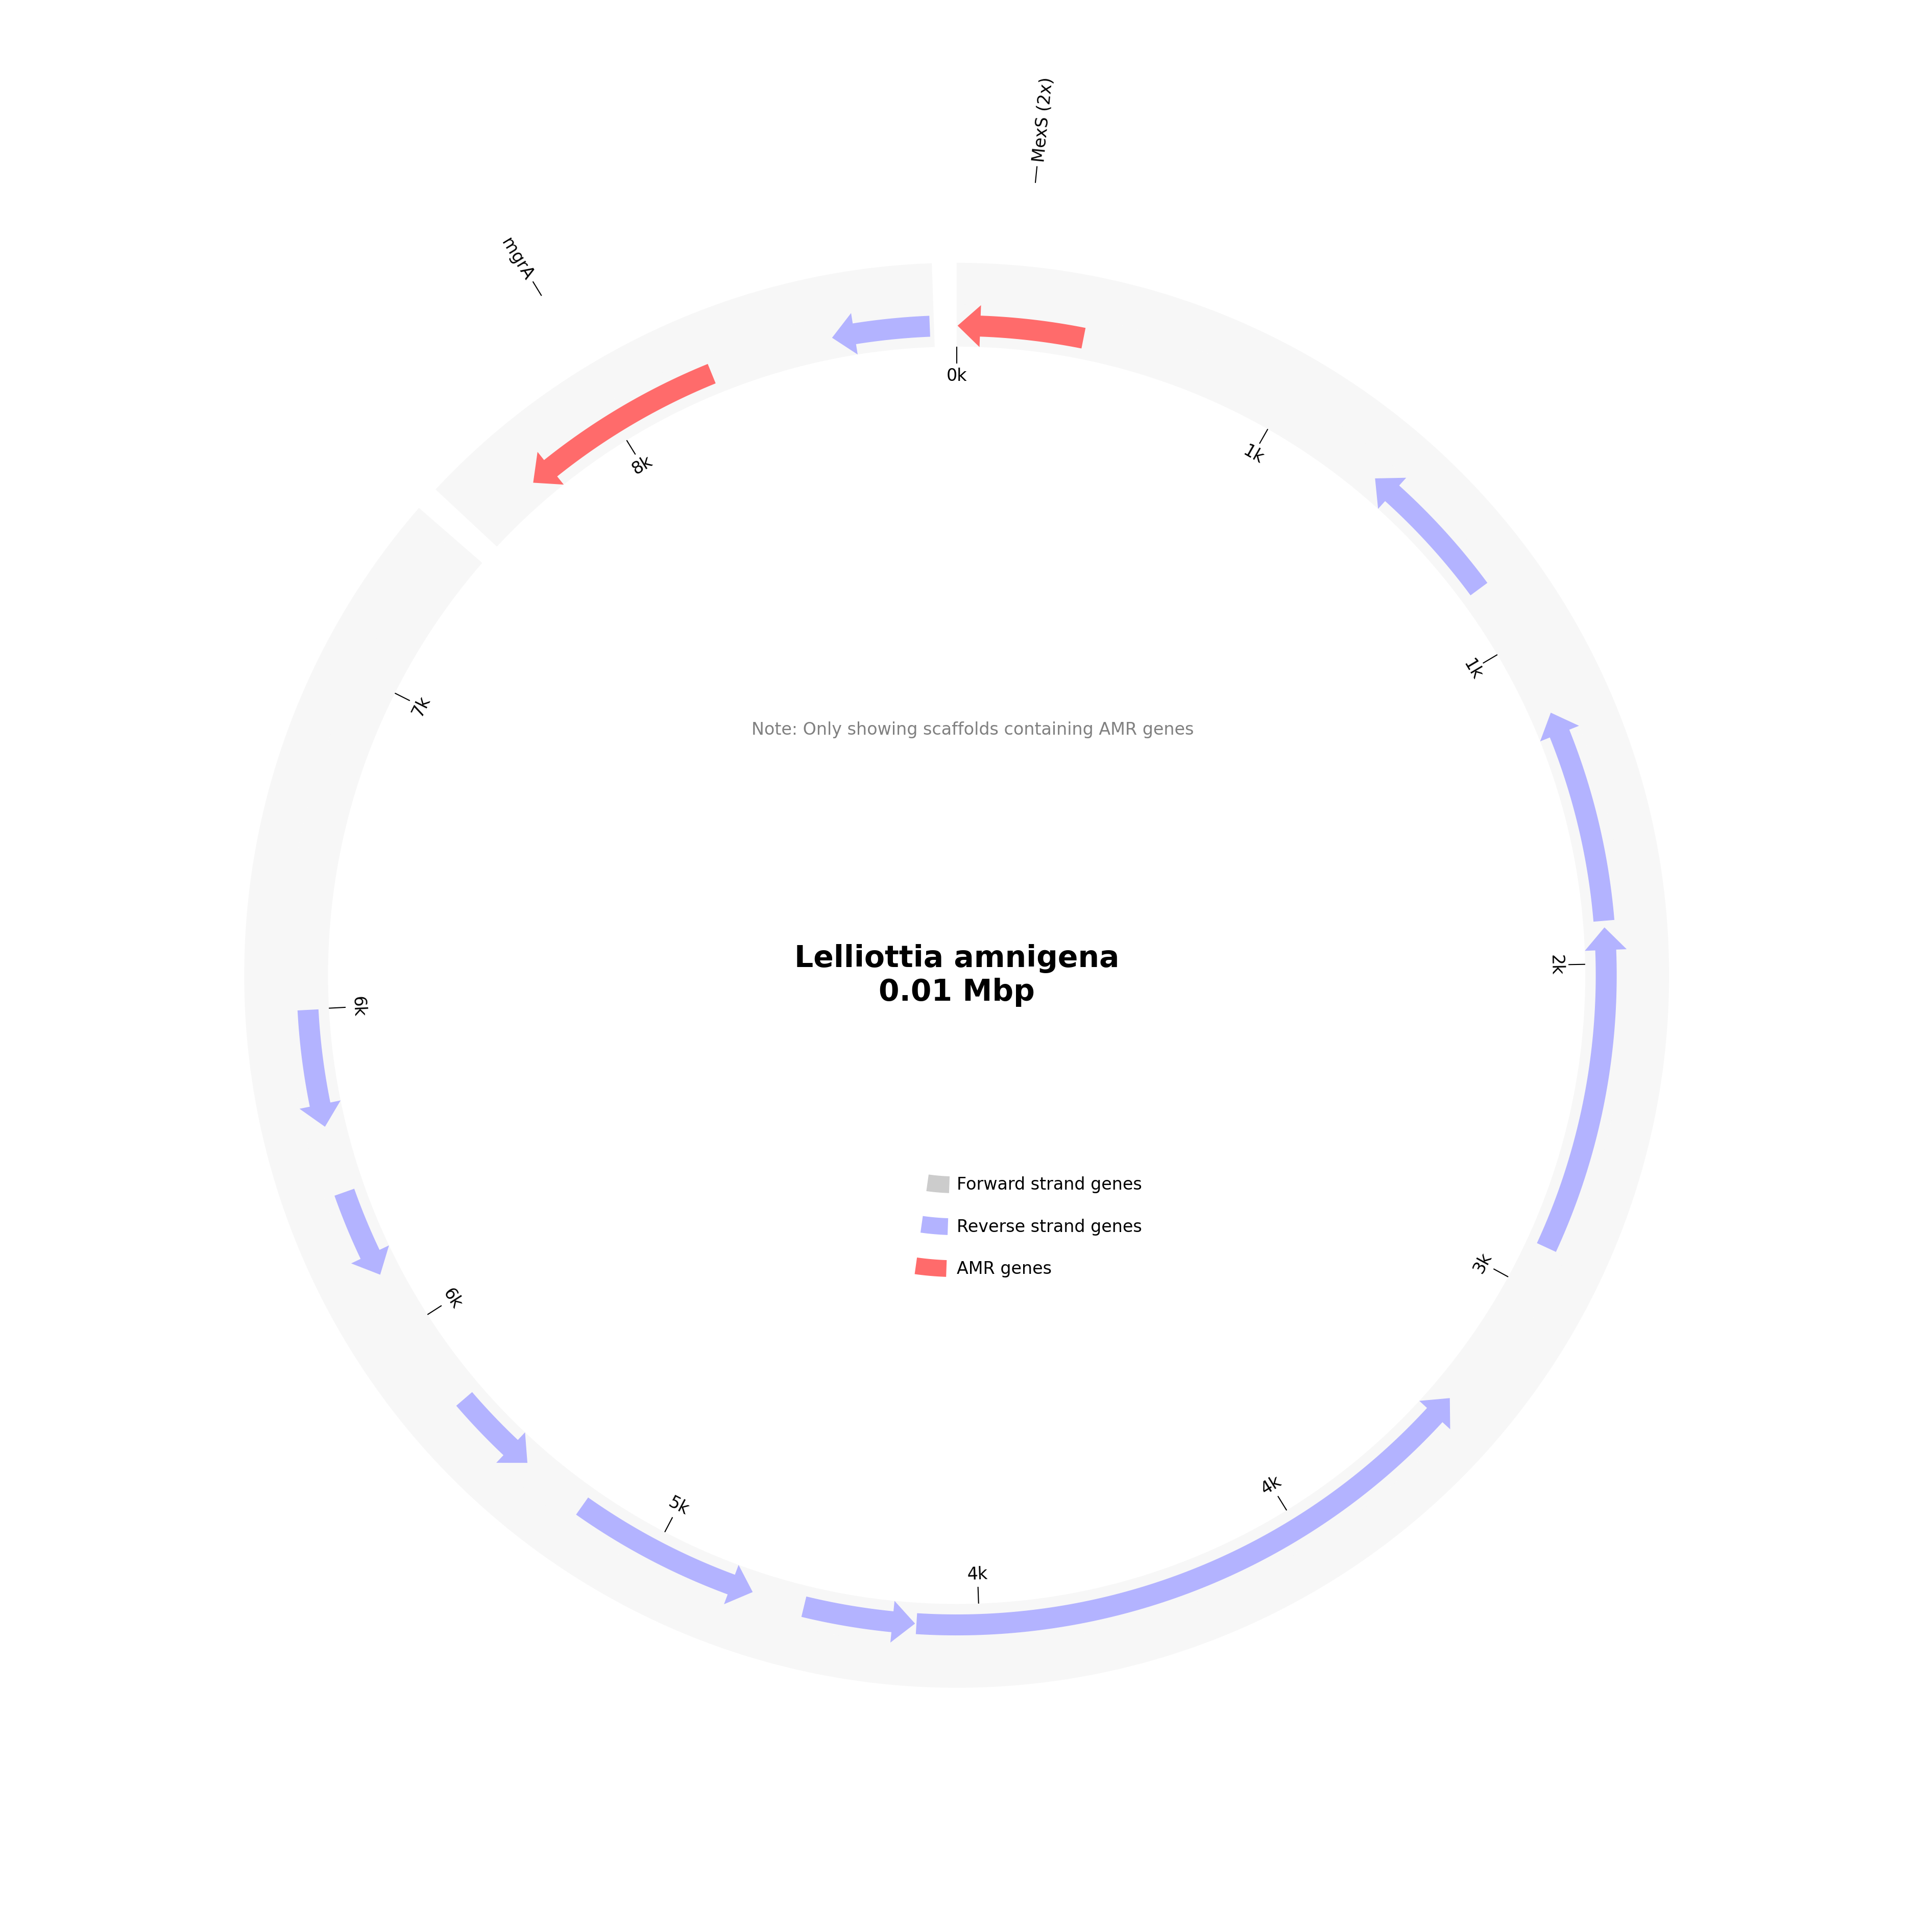 MexS (2x)
mgrA
0k
1k
1k
2k
3k
4k
4k
5k
6k
6k
7k
8k
Note: Only showing scaffolds containing AMR genes
Lelliottia amnigena
0.01 Mbp
Forward strand genes
Reverse strand genes
AMR genes